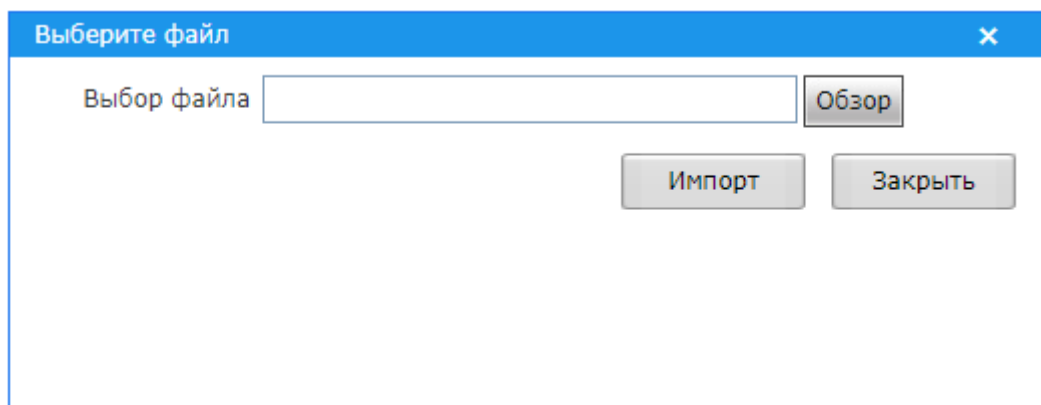 Выберите файл
Выбор файла Обзор
Импорт Закрыть